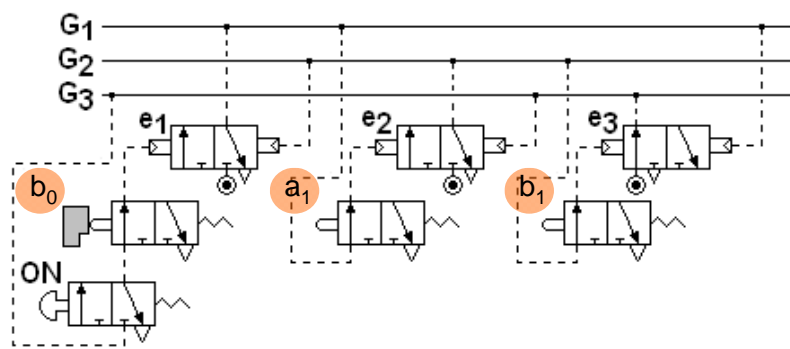 G₁
G₂
G₃
e₁ e₂ e₃
b₀ a₁ b₁
ON